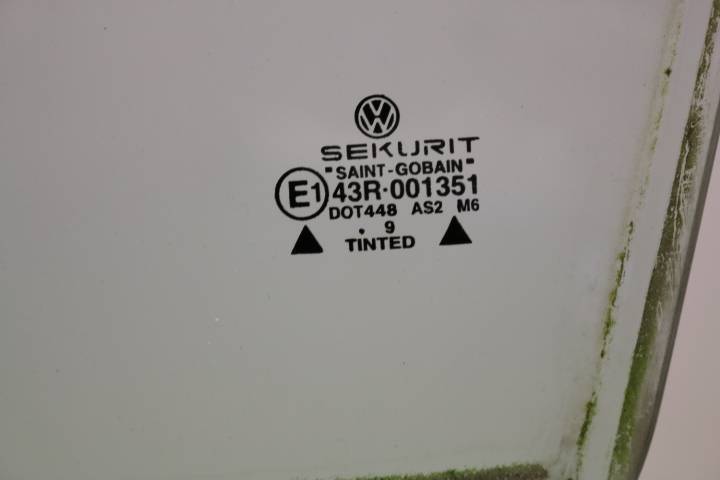 SEKURIT
"SAINT-GOBAIN"
E1 43R-001351
DOT448 AS2 M6
. 9
TINTED